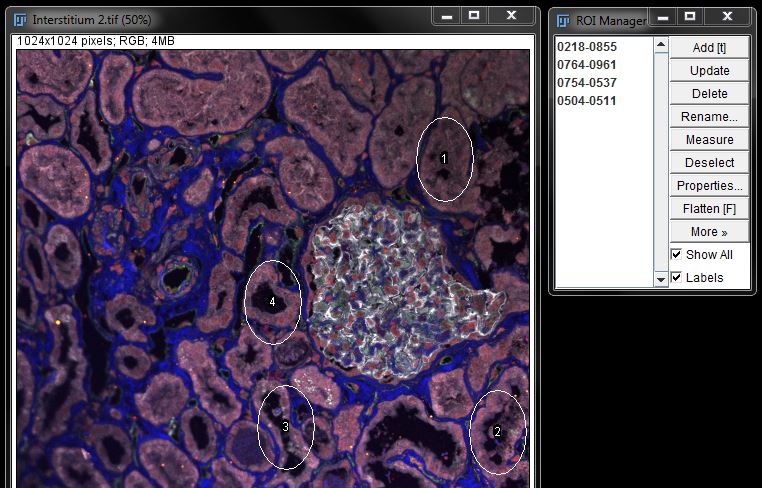 Interstitium 2.tif (50%)
1024x1024 pixels; RGB; 4MB
1
4
3
2
ROI Manager
0218-0855
0764-0961
0754-0537
0504-0511
Add [t]
Update
Delete
Rename...
Measure
Deselect
Properties...
Flatten [F]
More »
Show All
Labels